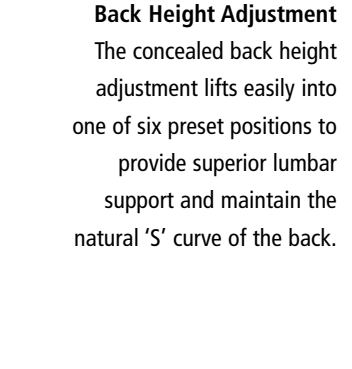 Back Height Adjustment
The concealed back height
adjustment lifts easily into
one of six preset positions to
provide superior lumbar
support and maintain the
natural ‘S’ curve of the back.